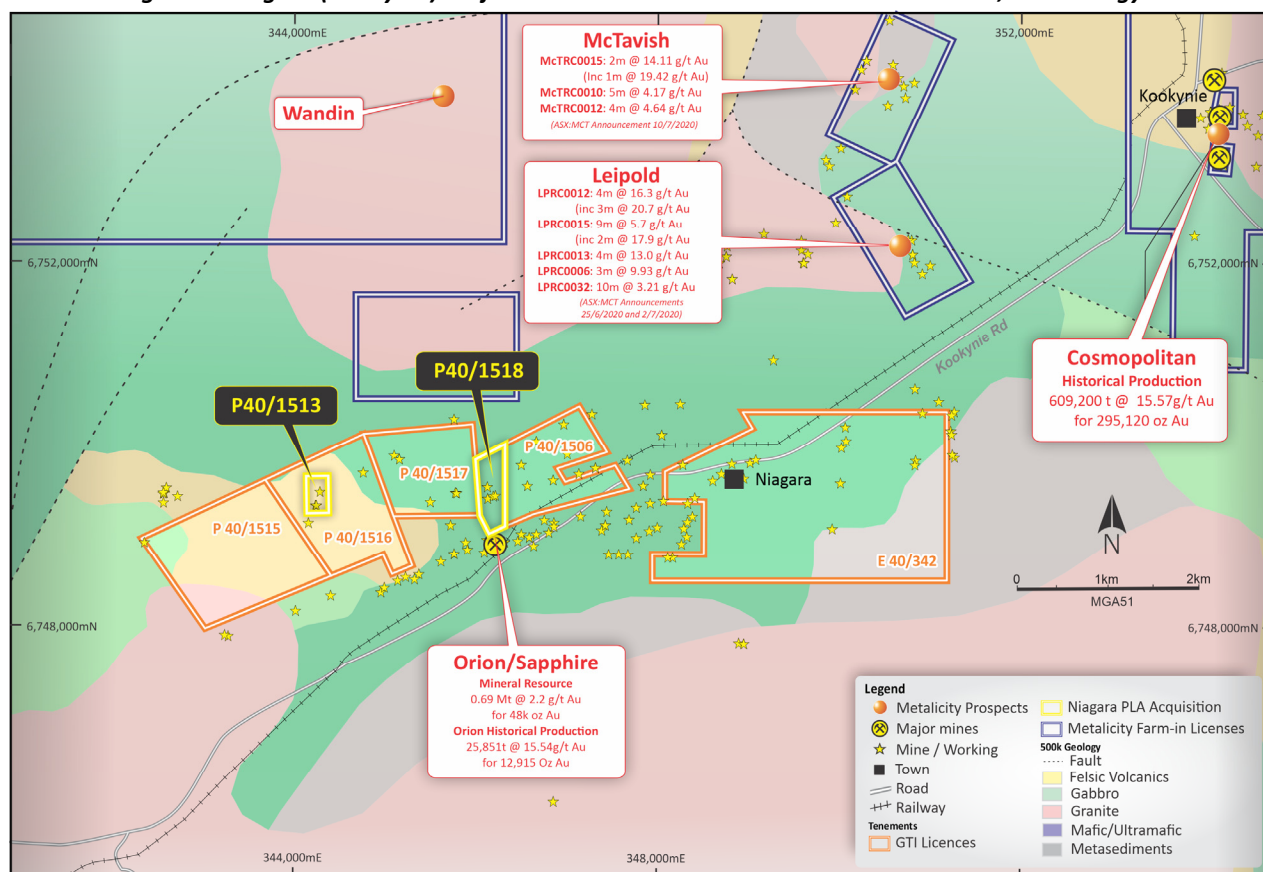 344,000mE
352,000mE
McTavish
McTRC0015: 2m @ 14.11 g/t Au
(Inc 1m @ 19.42 g/t Au)
McTRC0010: 5m @ 4.17 g/t Au
McTRC0012: 4m @ 4.64 g/t Au
(ASX:MCT Announcement 10/7/2020)
Wandin
Kookynie
Leipold
LPRC0012: 4m @ 16.3 g/t Au
(inc 3m @ 20.7 g/t Au
LPRC0015: 9m @ 5.7 g/t Au
(inc 2m @ 17.9 g/t Au
LPRC0013: 4m @ 13.0 g/t Au
LPRC0006: 3m @ 9.93 g/t Au
LPRC0032: 10m @ 3.21 g/t Au
(ASX:MCT Announcements
25/6/2020 and 2/7/2020)
6,752,000mN
6,752,000mN
Kookynie Rd
Cosmopolitan
Historical Production
609,200 t @ 15.57g/t Au
for 295,120 oz Au
P40/1518
P40/1513
P 40/1506
P 40/1517
Niagara
P 40/1515
P 40/1516
E 40/342
N
0 1km 2km
MGA51
6,748,000mN
6,748,000mN
Orion/Sapphire
Mineral Resource
0.69 Mt @ 2.2 g/t Au
for 48k oz Au
Orion Historical Production
25,851t @ 15.54g/t Au
for 12,915 Oz Au
Legend
Metalicity Prospects
Major mines
Mine / Working
Town
Road
Railway
Tenements
GTI Licences
Niagara PLA Acquisition
Metalicity Farm-in Licenses
500k Geology
Fault
Felsic Volcanics
Gabbro
Granite
Mafic/Ultramafic
Metasediments
344,000mE
348,000mE